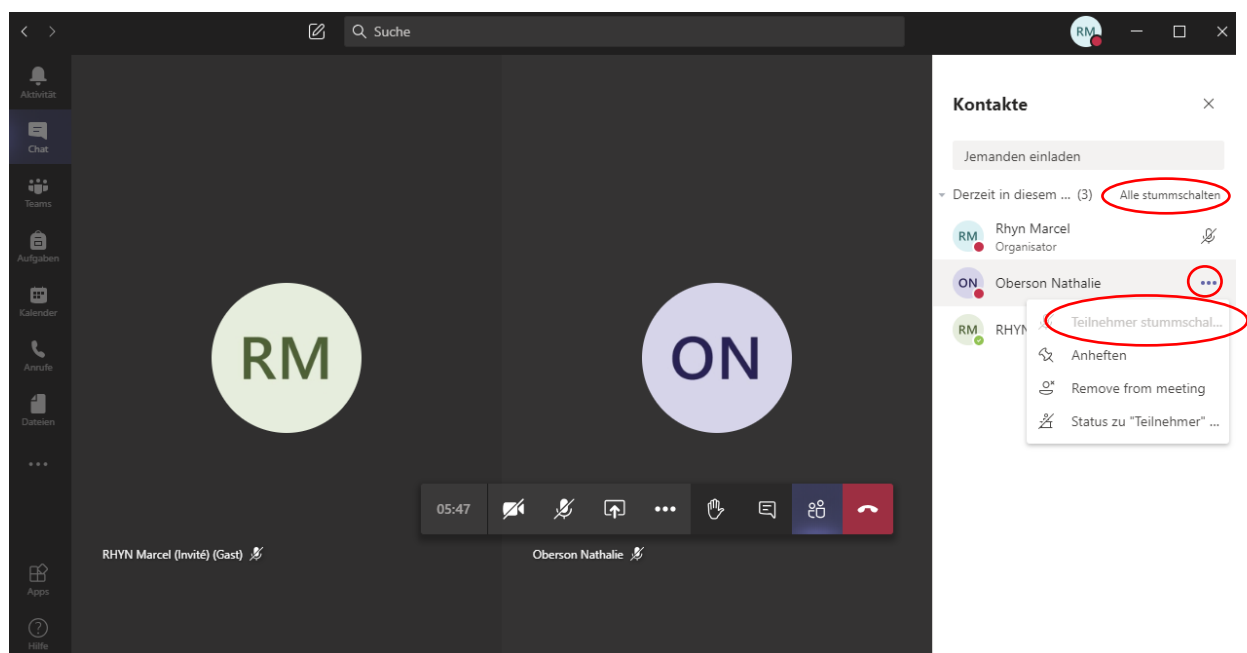 Suche
RM
Aktivität
Chat
Teams
Aufgaben
Kalender
Anrufe
Dateien
Apps
Hilfe
RM
ON
05:47
RHYN Marcel (Invité) (Gast)
Oberson Nathalie
Kontakte
Jemanden einladen
Derzeit in diesem ... (3) Alle stummschalten
RM Rhyn Marcel
Organisator
ON Oberson Nathalie
RM RHYN
Teilnehmer stummschal...
Anheften
Remove from meeting
Status zu "Teilnehmer" ...